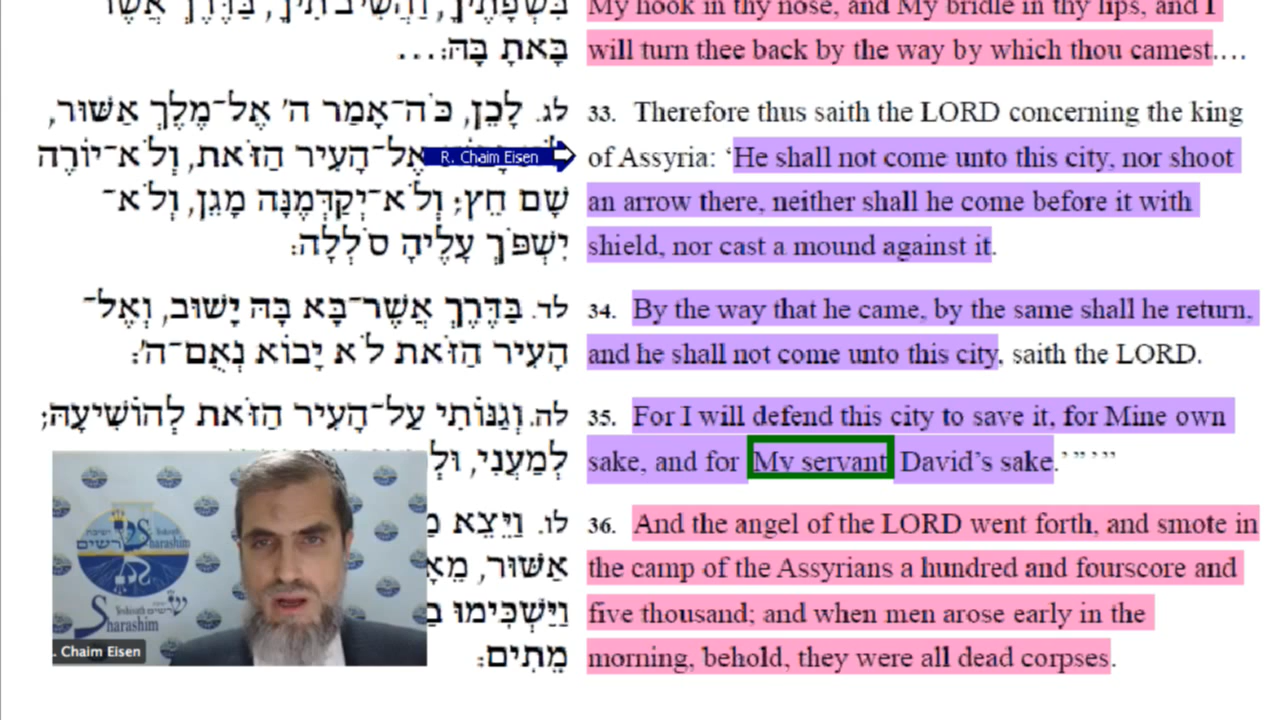 My hook in thy nose, and My bridle in thy lips, and I
בָּאתָ בָּהּ:...
will turn thee back by the way by which thou camest....
לג. לָכֵן, כֹּה־אָמַר ה' אֶל־מֶלֶךְ אַשּׁוּר,
33. Therefore thus saith the LORD concerning the king
אֶל־הָעִיר הַזֹּאת, וְלֹא־יוֹרֶה
R. Chaim Eisen
of Assyria: ‘He shall not come unto this city, nor shoot
שָׁם חֵץ; וְלֹא־יְקַדְּמֶנָּה מָגֵן, וְלֹא־
an arrow there, neither shall he come before it with
יִשְׁפֹּךְ עָלֶיהָ סֹלְלָה:
shield, nor cast a mound against it.
לד. בַּדֶּרֶךְ אֲשֶׁר־בָּא בָּהּ יָשׁוּב, וְאֶל־
34. By the way that he came, by the same shall he return,
הָעִיר הַזֹּאת לֹא יָבוֹא נְאֻם־ה':
and he shall not come unto this city, saith the LORD.
לה. וְגַנּוֹתִי עַל־הָעִיר הַזֹּאת לְהוֹשִׁיעָהּ;
35. For I will defend this city to save it, for Mine own
לְמַעֲנִי,
sake, and for My servant David’s sake.’”’”
לו. וַיֵּצֵא
36. And the angel of the LORD went forth, and smote in
אַשּׁוּר,
the camp of the Assyrians a hundred and fourscore and
וַיַּשְׁכִּימוּ
five thousand; and when men arose early in the
מֵתִים:
morning, behold, they were all dead corpses.
ישיבת שרשים
Yeshivath Sharashim
. Chaim Eisen